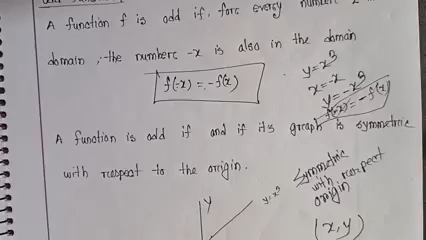 A function f is odd if, for every number x in
domain, the number -x is also in the domain
f(-x) = -f(x)
y = x³
x = -x
y = -x³
f(-x) = -f(x)
A function is odd if and if its graph is symmetric
with respect to the origin.
Symmetric
with respect
origin
y
y = x³
(x, y)